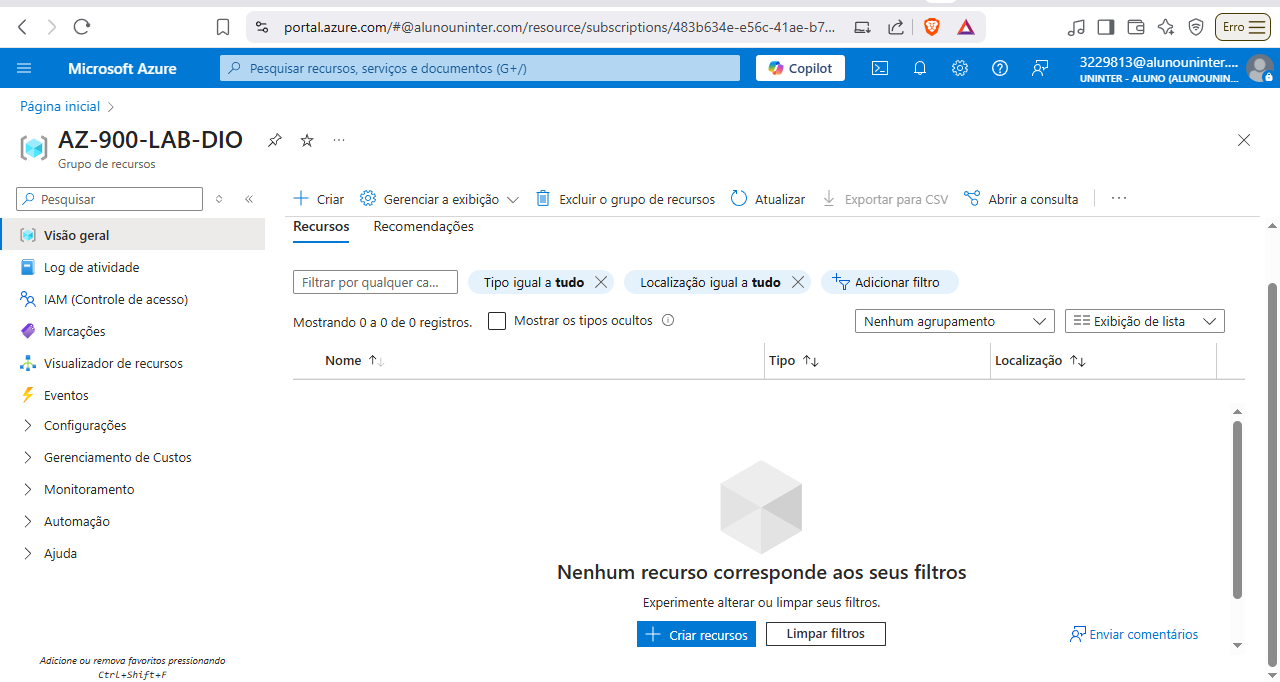 portal.azure.com/#@alunouninter.com/resource/subscriptions/483b634e-e56c-41ae-b7...
Erro
Microsoft Azure
Pesquisar recursos, serviços e documentos (G+/)
Copilot
3229813@alunouninter....
UNINTER - ALUNO (ALUNOUNIN...
Página inicial
AZ-900-LAB-DIO
Grupo de recursos
Pesquisar
Criar
Gerenciar a exibição
Excluir o grupo de recursos
Atualizar
Exportar para CSV
Abrir a consulta
Visão geral
Log de atividade
IAM (Controle de acesso)
Marcações
Visualizador de recursos
Eventos
Configurações
Gerenciamento de Custos
Monitoramento
Automação
Ajuda
Adicione ou remova favoritos pressionando
Ctrl+Shift+F
Recursos
Recomendações
Filtrar por qualquer ca...
Tipo igual a tudo
Localização igual a tudo
Adicionar filtro
Mostrando 0 a 0 de 0 registros.
Mostrar os tipos ocultos
Nenhum agrupamento
Exibição de lista
Nome
Tipo
Localização
Nenhum recurso corresponde aos seus filtros
Experimente alterar ou limpar seus filtros.
Criar recursos
Limpar filtros
Enviar comentários